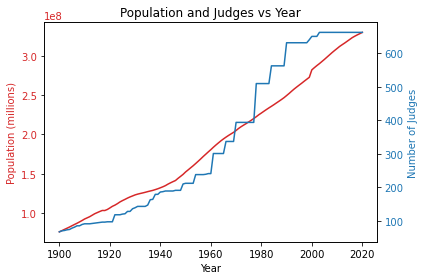 Population and Judges vs Year
1e8
3.0
2.5
2.0
1.5
1.0
Population (millions)
600
500
400
300
200
100
Number of Judges
1900 1920 1940 1960 1980 2000 2020
Year